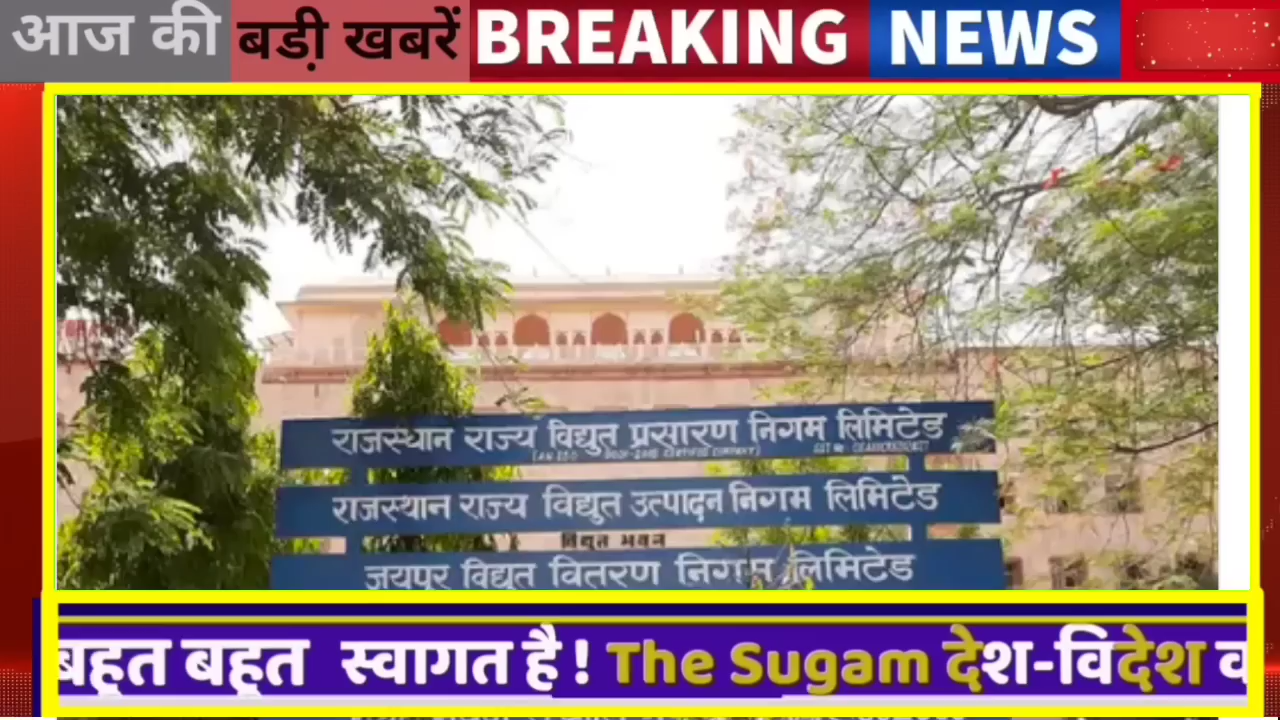 आज की बड़ी खबरें BREAKING NEWS
राजस्थान राज्य विद्युत प्रसारण निगम लिमिटेड
राजस्थान राज्य विद्युत उत्पादन निगम लिमिटेड
विद्युत भवन
जयपुर विद्युत वितरण निगम लिमिटेड
बहुत बहुत स्वागत है! The Sugam देश-विदेश